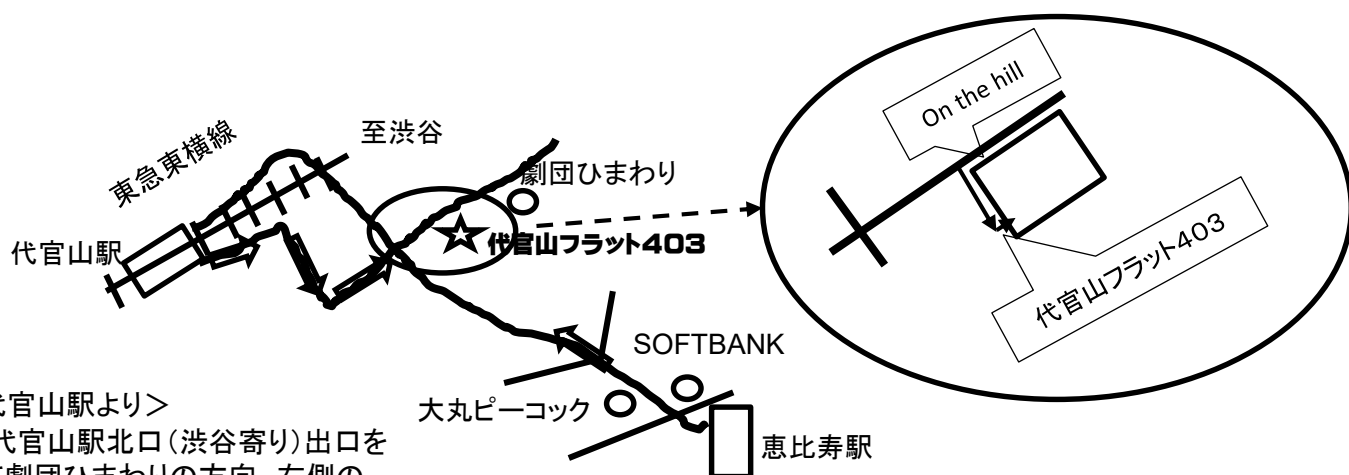 東急東横線
至渋谷
劇団ひまわり
代官山駅
代官山フラット403
On the hill
代官山フラット403
SOFTBANK
大丸ピーコック
恵比寿駅
官山駅より＞
代官山駅北口（渋谷寄り）出口を
劇団ひまわりの方向、右側の